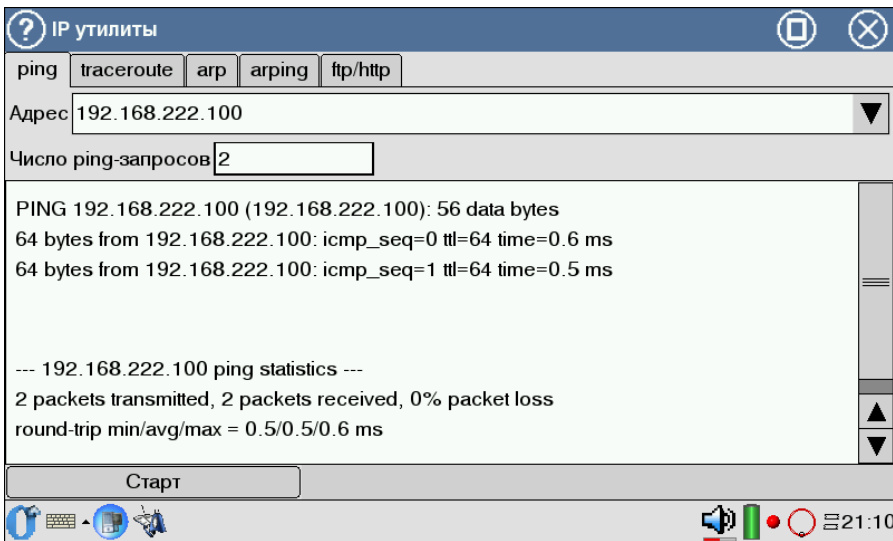 IP утилиты
ping traceroute arp arping ftp/http
Адрес 192.168.222.100
Число ping-запросов 2
PING 192.168.222.100 (192.168.222.100): 56 data bytes
64 bytes from 192.168.222.100: icmp_seq=0 ttl=64 time=0.6 ms
64 bytes from 192.168.222.100: icmp_seq=1 ttl=64 time=0.5 ms
--- 192.168.222.100 ping statistics ---
2 packets transmitted, 2 packets received, 0% packet loss
round-trip min/avg/max = 0.5/0.5/0.6 ms
Старт
21:10